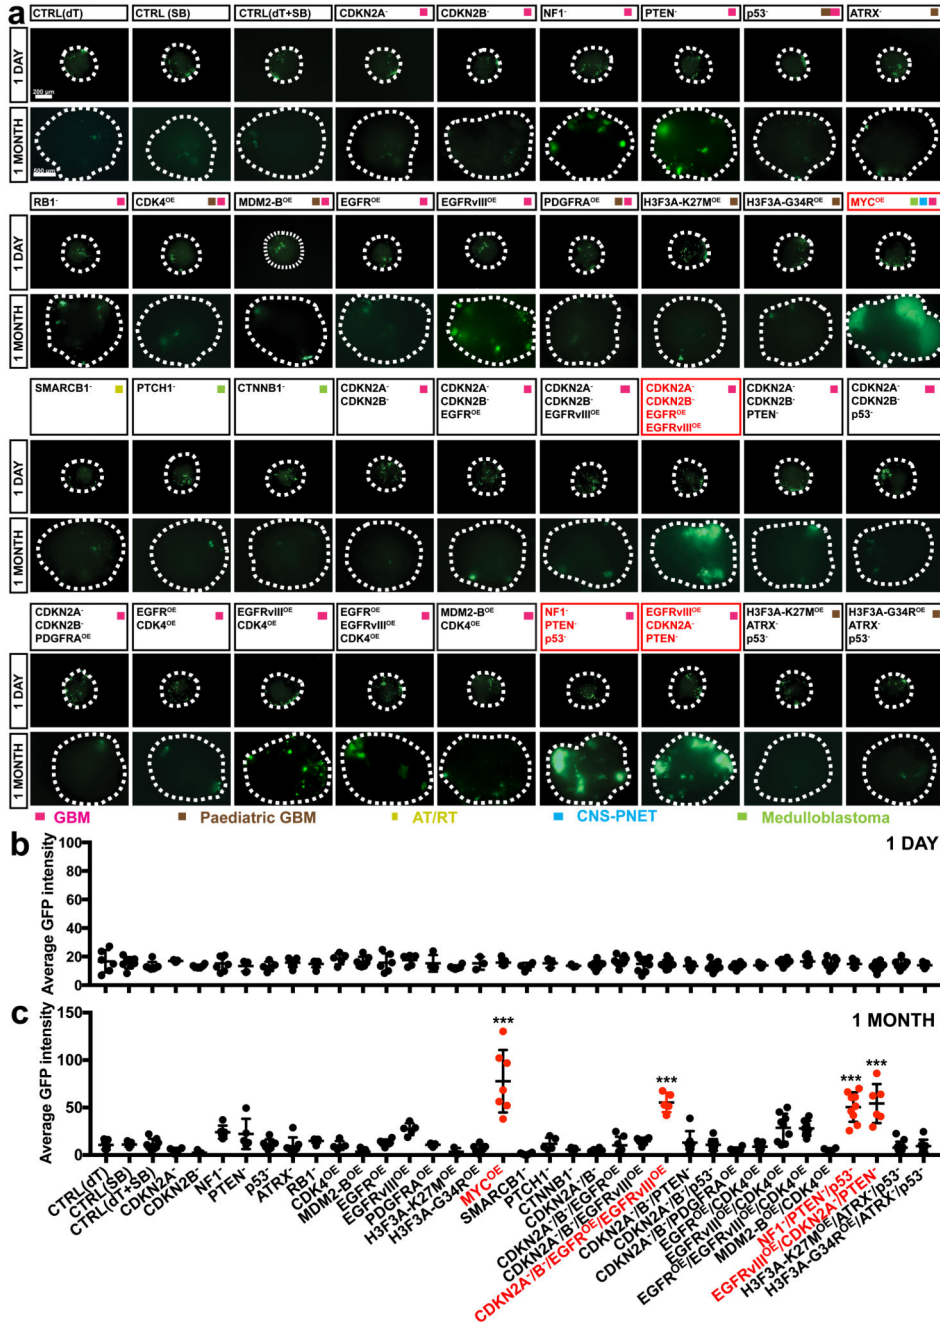 a
CTRL(dT) CTRL (SB) CTRL(dT+SB) CDKN2A- CDKN2B- NF1- PTEN- p53- ATRX-
1 DAY
200 μm
1 MONTH
500 μm
RB1- CDK4OE MDM2-BOE EGFROE EGFRvIIIOE PDGFRAOE H3F3A-K27MOE H3F3A-G34ROE MYCOE
1 DAY
1 MONTH
SMARCB1- PTCH1- CTNNB1- CDKN2A- CDKN2A- CDKN2A- CDKN2A- CDKN2A- CDKN2A-
CDKN2B- CDKN2B- CDKN2B- CDKN2B- CDKN2B- CDKN2B-
EGFROE EGFRvIIIOE EGFROE PTEN- p53-
EGFRvIIIOE
1 DAY
1 MONTH
CDKN2A- EGFROE EGFRvIIIOE EGFROE MDM2-BOE NF1- EGFRvIIIOE H3F3A-K27MOE H3F3A-G34ROE
CDKN2B- CDK4OE CDK4OE EGFRvIIIOE CDK4OE PTEN- CDKN2A- ATRX- ATRX-
PDGFRAOE CDK4OE p53- PTEN- p53- p53-
1 DAY
1 MONTH
GBM Paediatric GBM AT/RT CNS-PNET Medulloblastoma
b
1 DAY
Average GFP intensity
100
80
60
40
20
0
c
1 MONTH
Average GFP intensity
150
100
50
0
***
***
***
***
CTRL(dT)
CTRL(SB)
CTRL(dT+SB)
CDKN2A-
CDKN2B-
NF1-
PTEN-
p53-
ATRX-
RB1-
CDK4OE
MDM2-BOE
EGFROE
EGFRvIIIOE
PDGFRAOE
H3F3A-K27MOE
H3F3A-G34ROE
MYCOE
SMARCB1-
PTCH1-
CTNNB1-
CDKN2A-/B-
CDKN2A-/B-/EGFROE
CDKN2A-/B-/EGFRvIIIOE
CDKN2A-/B-/EGFROE/EGFRvIIIOE
CDKN2A-/B-/PTEN-
CDKN2A-/B-/p53-
CDKN2A-/B-/PDGFRAOE
EGFROE/CDK4OE
EGFRvIIIOE/CDK4OE
EGFROE/EGFRvIIIOE/CDK4OE
MDM2-BOE/CDK4OE
NF1-/PTEN-/p53-
EGFRvIIIOE/CDKN2A-/PTEN-
H3F3A-K27MOE/ATRX-/p53-
H3F3A-G34ROE/ATRX-/p53-